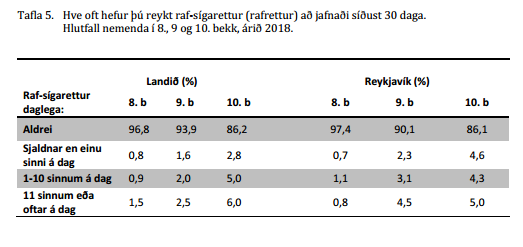 Tafla 5. Hve oft hefur þú reykt raf-sígarettur (rafrettur) að jafnaði síðust 30 daga.
Hlutfall nemenda í 8., 9 og 10. bekk, árið 2018.
Landið (%) Reykjavík (%)
Raf-sígarettur
daglega: 8. b 9. b 10. b 8. b 9. b 10. b
Aldrei 96,8 93,9 86,2 97,4 90,1 86,1
Sjaldnar en einu
sinni á dag 0,8 1,6 2,8 0,7 2,3 4,6
1-10 sinnum á dag 0,9 2,0 5,0 1,1 3,1 4,3
11 sinnum eða
oftar á dag 1,5 2,5 6,0 0,8 4,5 5,0